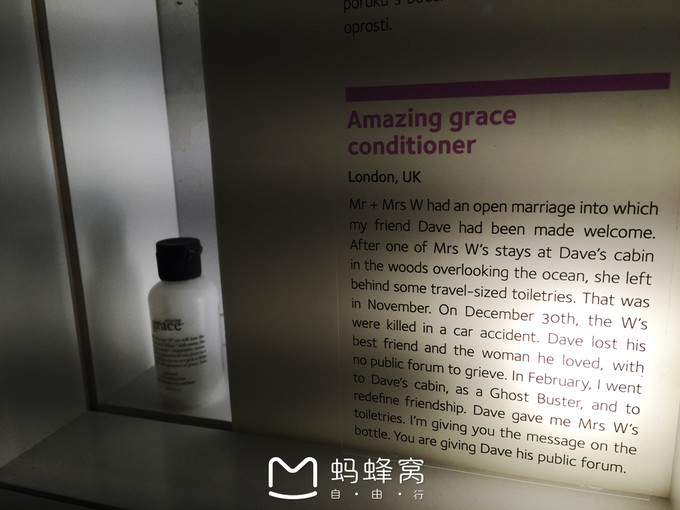 oprosti.
Amazing grace
conditioner
London, UK
Mr + Mrs W had an open marriage into which
my friend Dave had been made welcome.
After one of Mrs W's stays at Dave's cabin
in the woods overlooking the ocean, she left
behind some travel-sized toiletries. That was
in November. On December 30th, the W's
were killed in a car accident. Dave lost his
best friend and the woman he loved, with
no public forum to grieve. In February, I went
to Dave's cabin, as a Ghost Buster, and to
redefine friendship. Dave gave me Mrs W's
toiletries. I'm giving you the message on the
bottle. You are giving Dave his public forum.
grace
蚂蜂窝
自·由·行